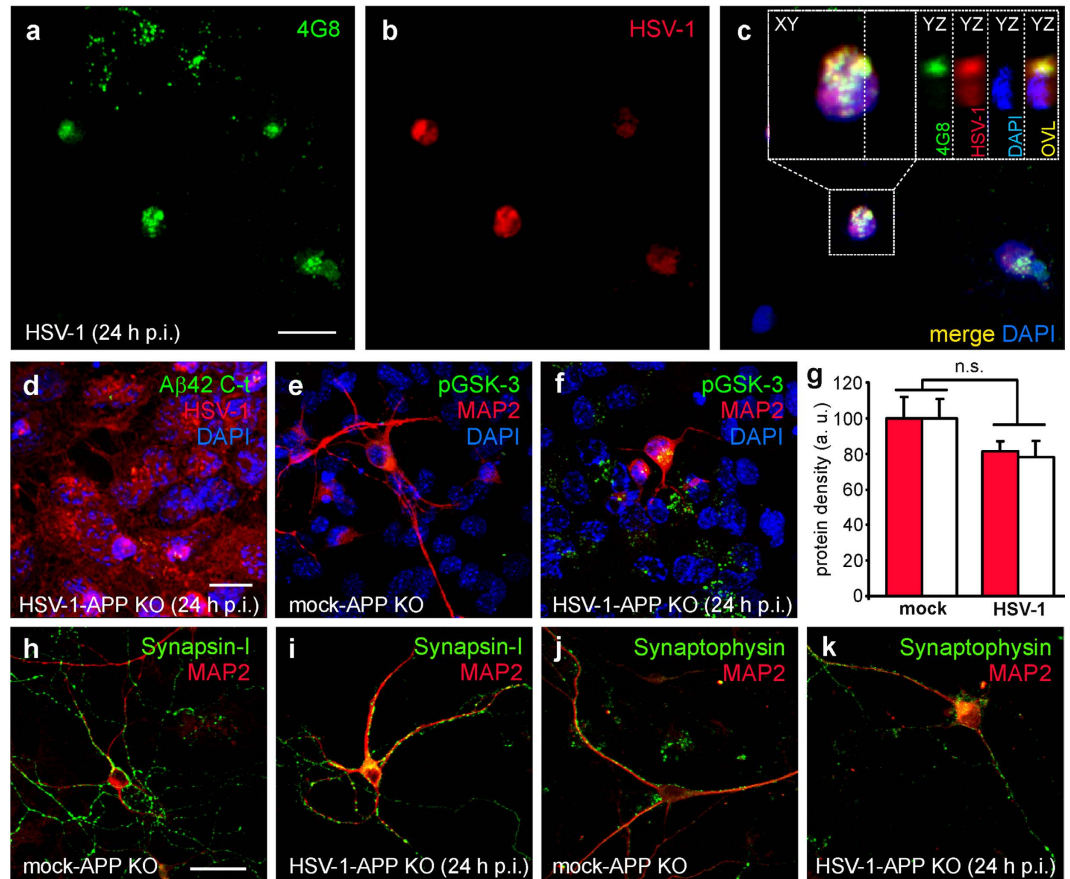 a
4G8
HSV-1 (24 h p.i.)
b
HSV-1
c
XY
YZ
YZ
YZ
YZ
4G8
HSV-1
DAPI
OVL
merge DAPI
d
Aβ42 C-t
HSV-1
DAPI
HSV-1-APP KO (24 h p.i.)
e
pGSK-3
MAP2
DAPI
mock-APP KO
f
pGSK-3
MAP2
DAPI
HSV-1-APP KO (24 h p.i.)
g
n.s.
protein density (a. u.)
120
100
80
60
40
20
0
mock
HSV-1
h
Synapsin-I
MAP2
mock-APP KO
i
Synapsin-I
MAP2
HSV-1-APP KO (24 h p.i.)
j
Synaptophysin
MAP2
mock-APP KO
k
Synaptophysin
MAP2
HSV-1-APP KO (24 h p.i.)